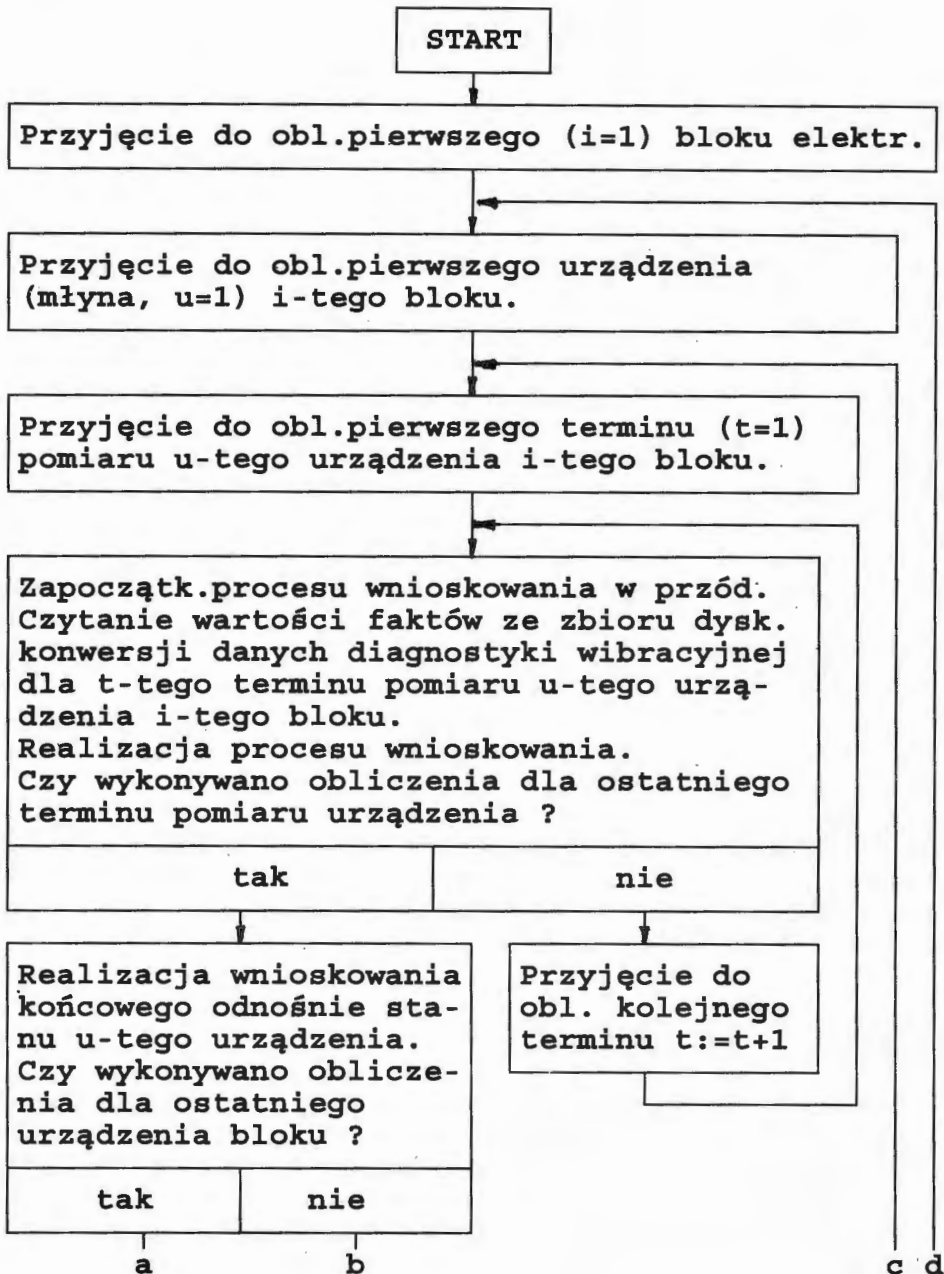 START
Przyjęcie do obl.pierwszego (i=1) bloku elektr.
Przyjęcie do obl.pierwszego urządzenia
(młyna, u=1) i-tego bloku.
Przyjęcie do obl.pierwszego terminu (t=1)
pomiaru u-tego urządzenia i-tego bloku.
Zapoczątk.procesu wnioskowania w przód.
Czytanie wartości faktów ze zbioru dysk.
konwersji danych diagnostyki wibracyjnej
dla t-tego terminu pomiaru u-tego urzą-
dzenia i-tego bloku.
Realizacja procesu wnioskowania.
Czy wykonywano obliczenia dla ostatniego
terminu pomiaru urządzenia ?
tak
nie
Realizacja wnioskowania
końcowego odnośnie sta-
nu u-tego urządzenia.
Czy wykonywano oblicze-
nia dla ostatniego
urządzenia bloku ?
tak
nie
Przyjęcie do
obl. kolejnego
terminu t:=t+1
a
b
c
d